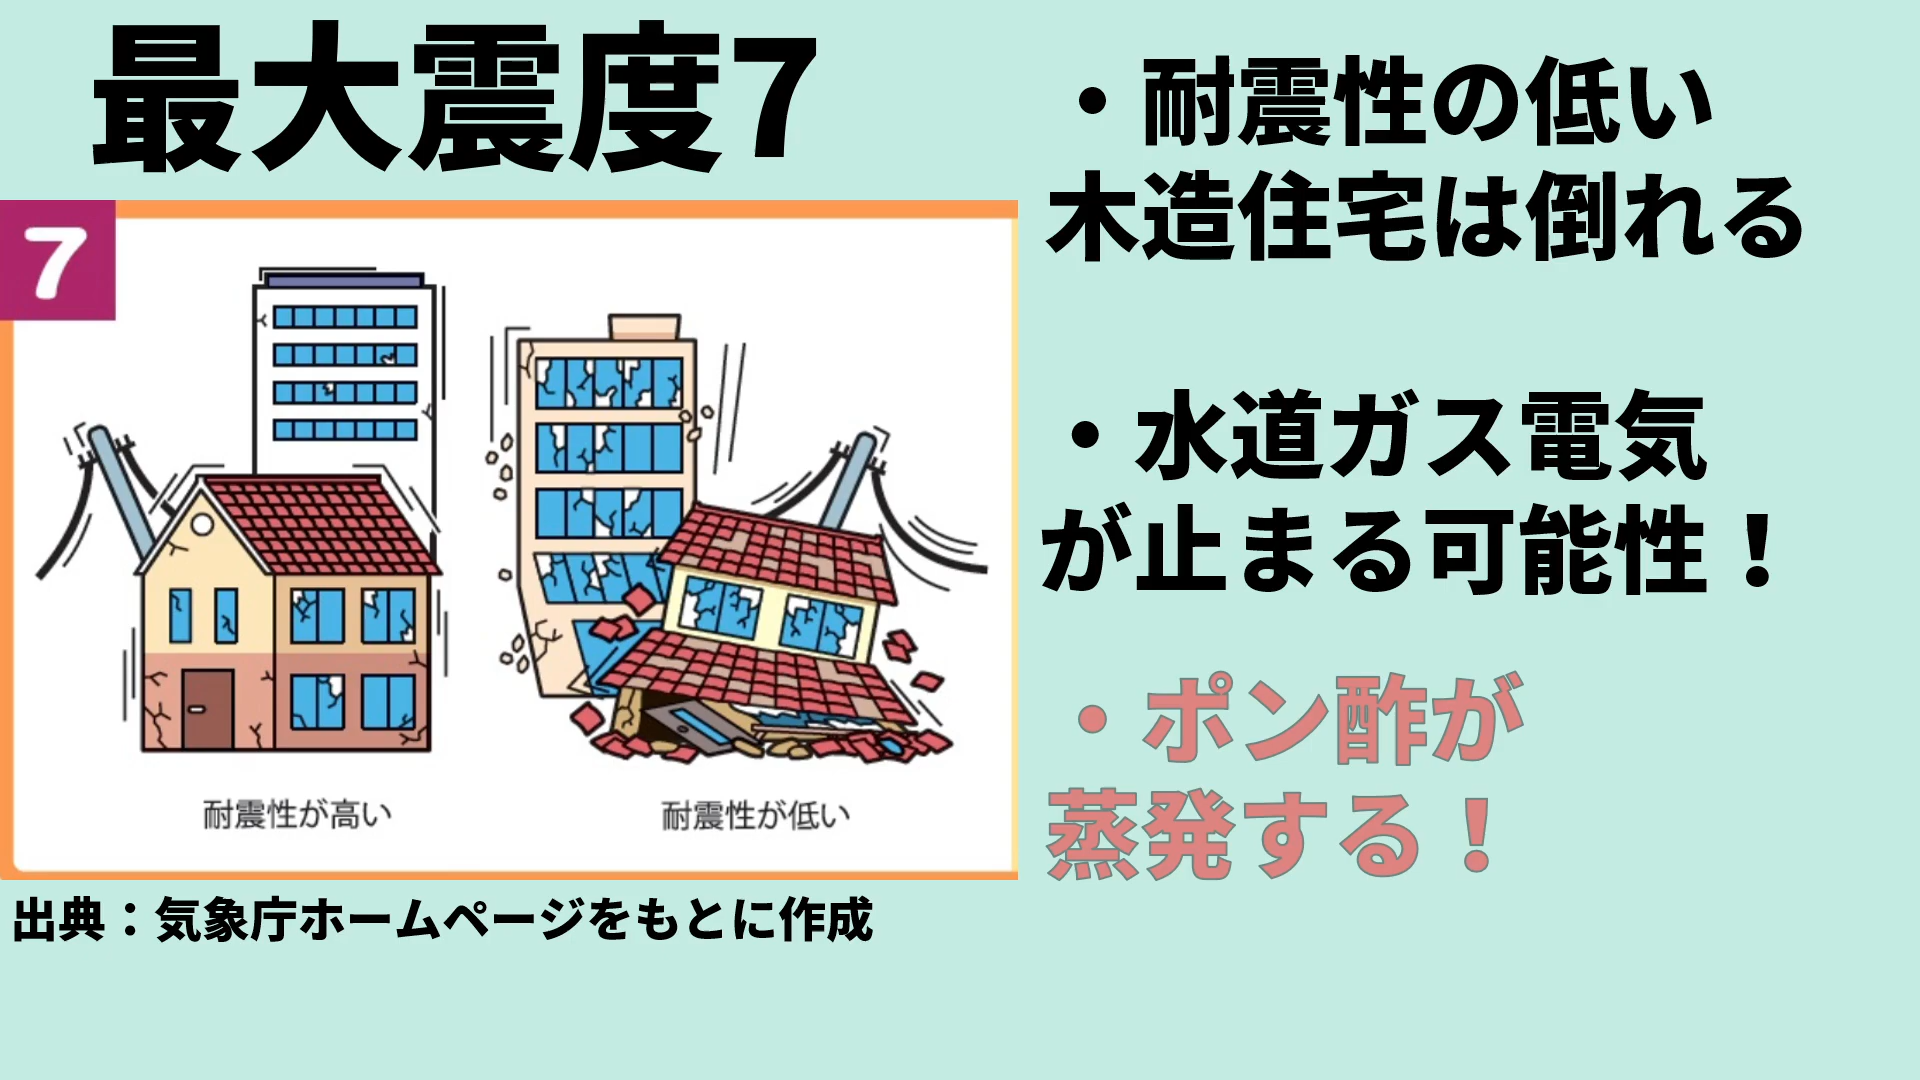 最大震度7
7
耐震性が高い
耐震性が低い
出典：気象庁ホームページをもとに作成
・耐震性の低い
木造住宅は倒れる
・水道ガス電気
が止まる可能性！
・ポン酢が
蒸発する！